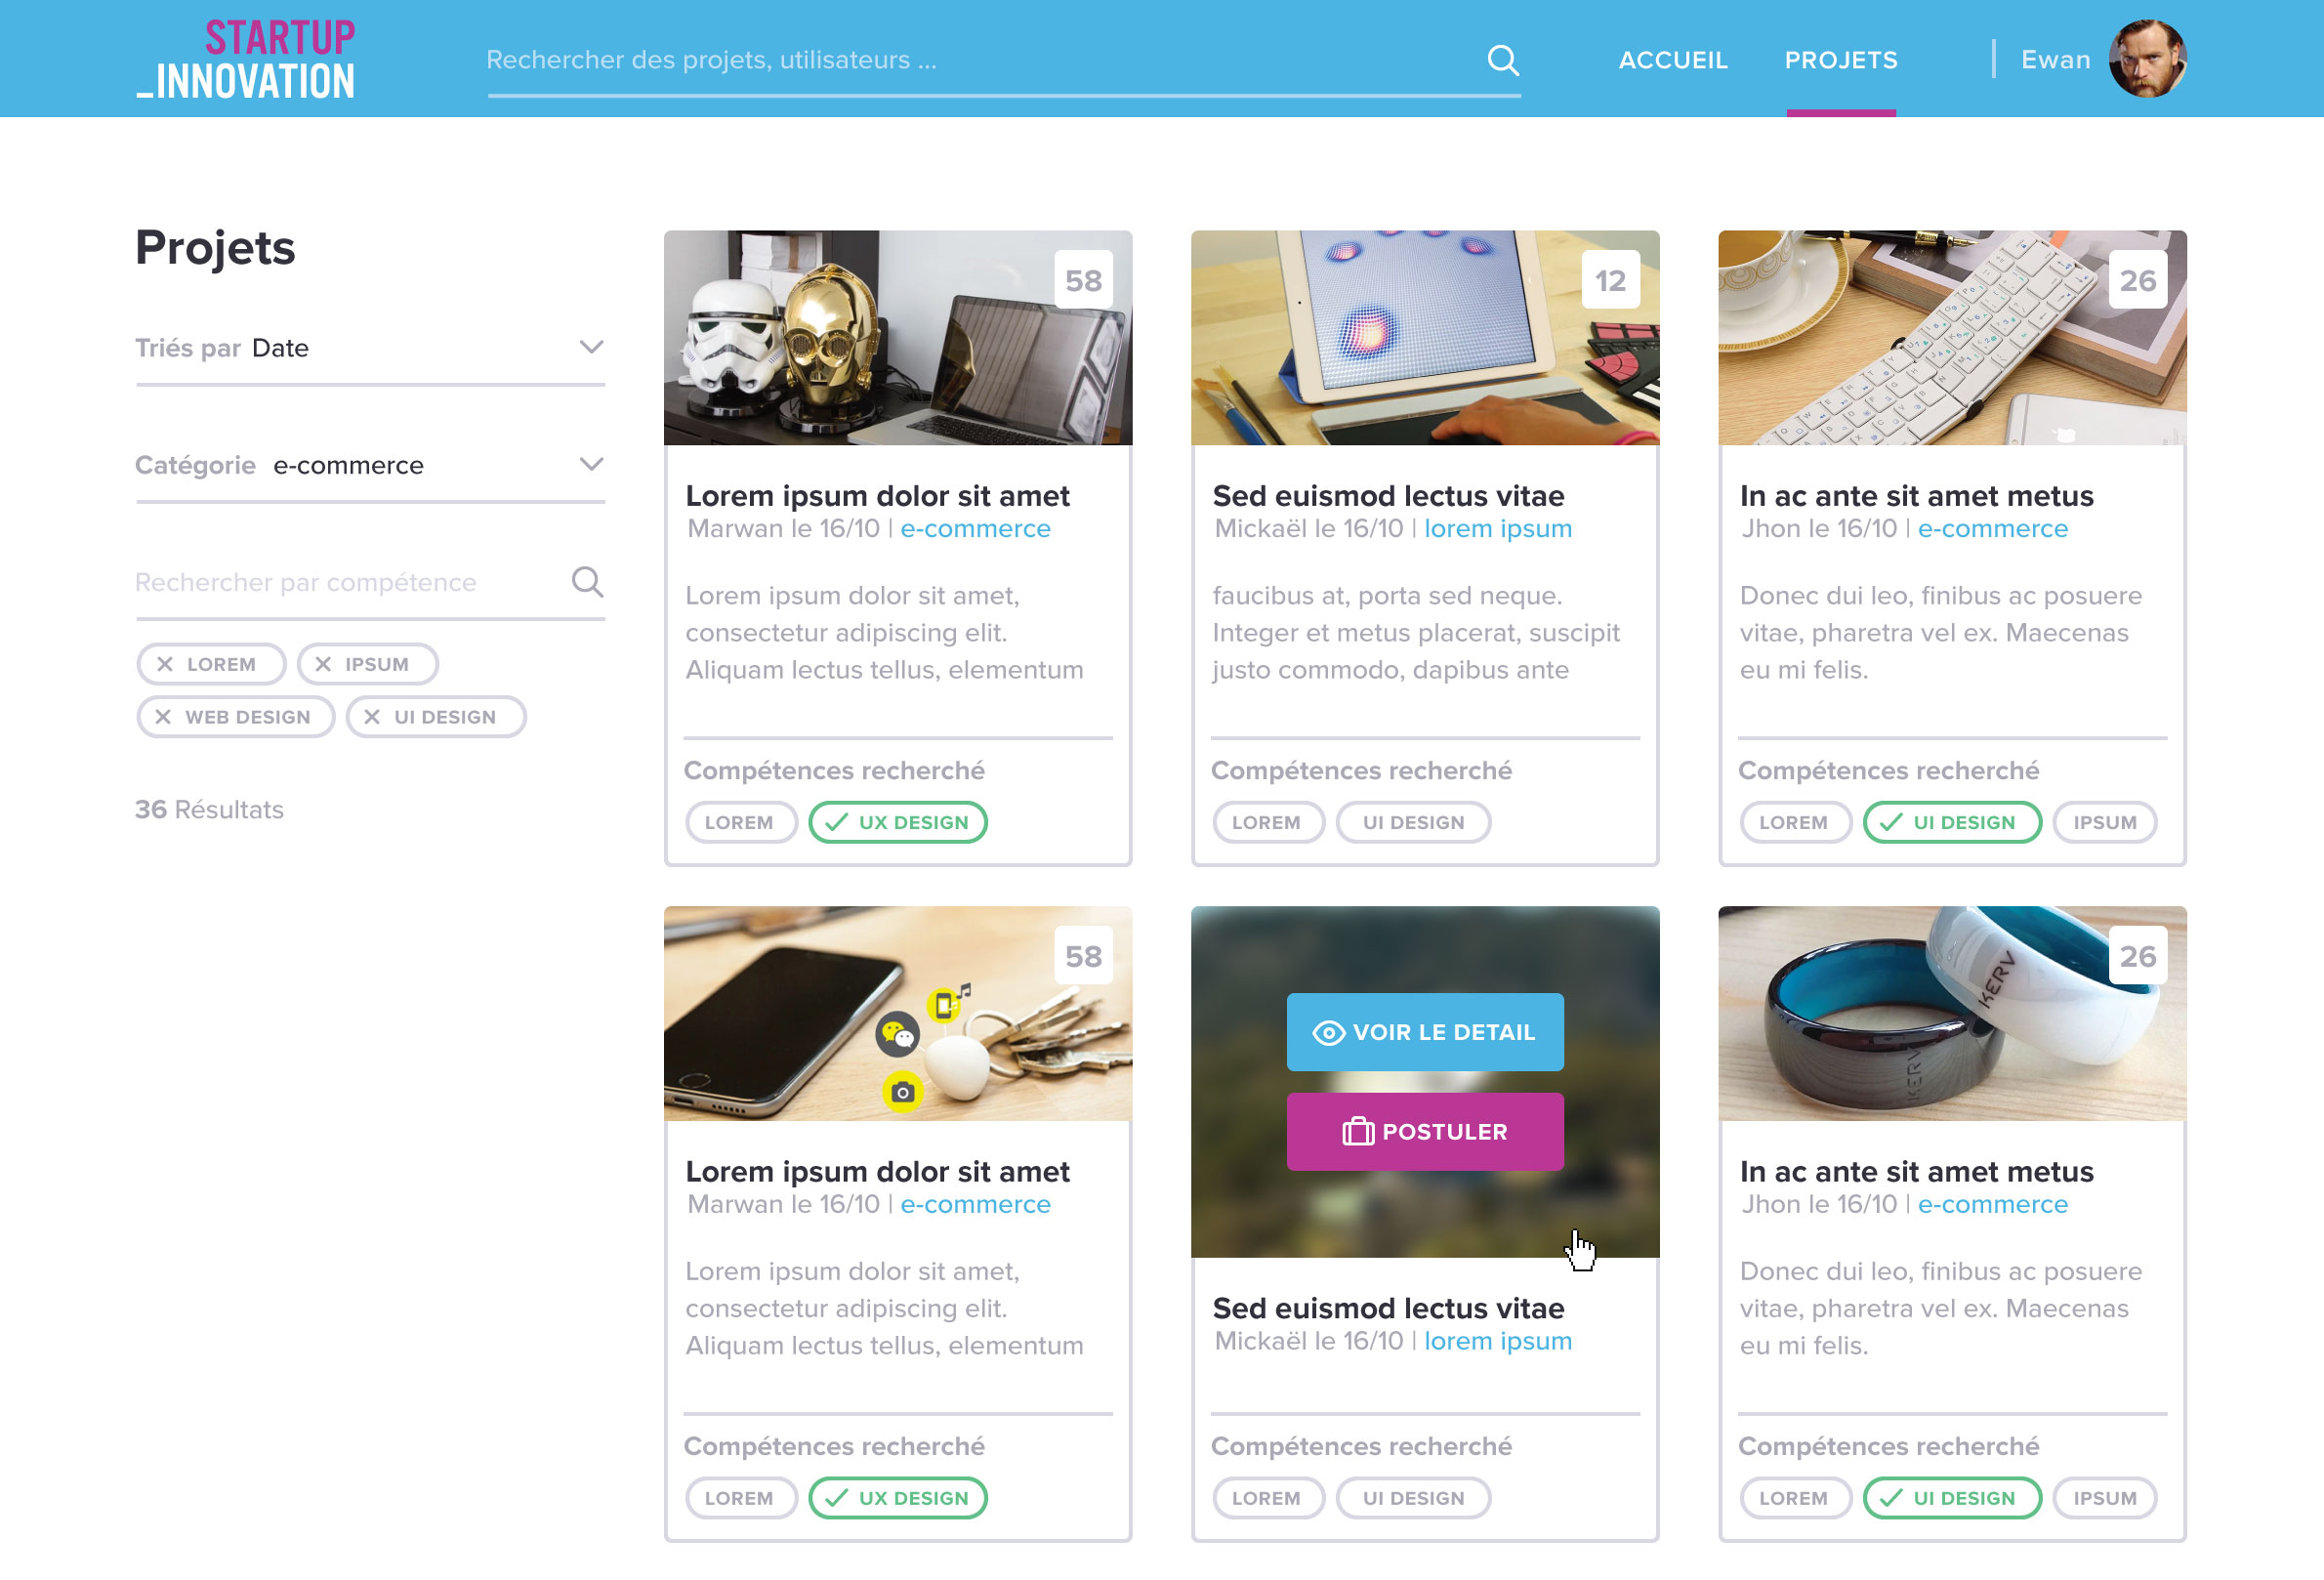 STARTUP
_INNOVATION
Rechercher des projets, utilisateurs ...
ACCUEIL
PROJETS
Ewan
Projets
Triés par Date
Catégorie e-commerce
Rechercher par compétence
LOREM
IPSUM
WEB DESIGN
UI DESIGN
36 Résultats
58
Lorem ipsum dolor sit amet
Marwan le 16/10 | e-commerce
Lorem ipsum dolor sit amet,
consectetur adipiscing elit.
Aliquam lectus tellus, elementum
Compétences recherché
LOREM
UX DESIGN
12
Sed euismod lectus vitae
Mickaël le 16/10 | lorem ipsum
faucibus at, porta sed neque.
Integer et metus placerat, suscipit
justo commodo, dapibus ante
Compétences recherché
LOREM
UI DESIGN
26
In ac ante sit amet metus
Jhon le 16/10 | e-commerce
Donec dui leo, finibus ac posuere
vitae, pharetra vel ex. Maecenas
eu mi felis.
Compétences recherché
LOREM
UI DESIGN
IPSUM
58
Lorem ipsum dolor sit amet
Marwan le 16/10 | e-commerce
Lorem ipsum dolor sit amet,
consectetur adipiscing elit.
Aliquam lectus tellus, elementum
Compétences recherché
LOREM
UX DESIGN
VOIR LE DETAIL
POSTULER
Sed euismod lectus vitae
Mickaël le 16/10 | lorem ipsum
Compétences recherché
LOREM
UI DESIGN
26
KERV
KERV
In ac ante sit amet metus
Jhon le 16/10 | e-commerce
Donec dui leo, finibus ac posuere
vitae, pharetra vel ex. Maecenas
eu mi felis.
Compétences recherché
LOREM
UI DESIGN
IPSUM